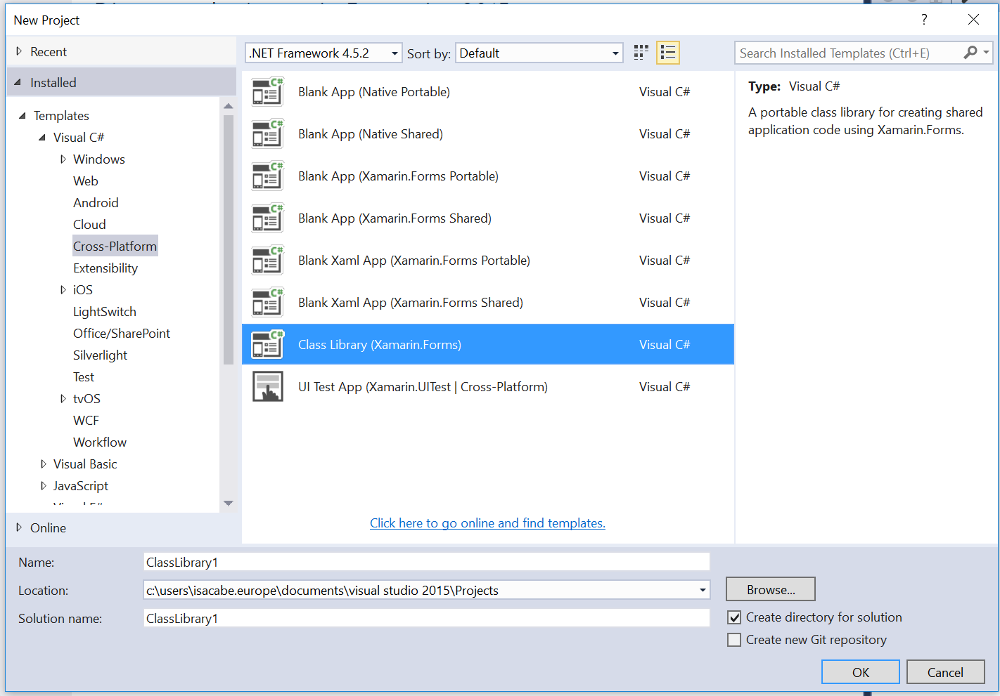 New Project
?
Recent
Installed
.NET Framework 4.5.2
Sort by:
Default
Search Installed Templates (Ctrl+E)
Templates
Visual C#
Windows
Web
Android
Cloud
Cross-Platform
Extensibility
iOS
LightSwitch
Office/SharePoint
Silverlight
Test
tvOS
WCF
Workflow
Visual Basic
JavaScript
Online
Blank App (Native Portable) Visual C#
Blank App (Native Shared) Visual C#
Blank App (Xamarin.Forms Portable) Visual C#
Blank App (Xamarin.Forms Shared) Visual C#
Blank Xaml App (Xamarin.Forms Portable) Visual C#
Blank Xaml App (Xamarin.Forms Shared) Visual C#
Class Library (Xamarin.Forms) Visual C#
UI Test App (Xamarin.UITest | Cross-Platform) Visual C#
Click here to go online and find templates.
Type: Visual C#
A portable class library for creating shared
application code using Xamarin.Forms.
Name: ClassLibrary1
Location: c:\users\isacabe.europe\documents\visual studio 2015\Projects
Browse...
Solution name: ClassLibrary1
Create directory for solution
Create new Git repository
OK
Cancel